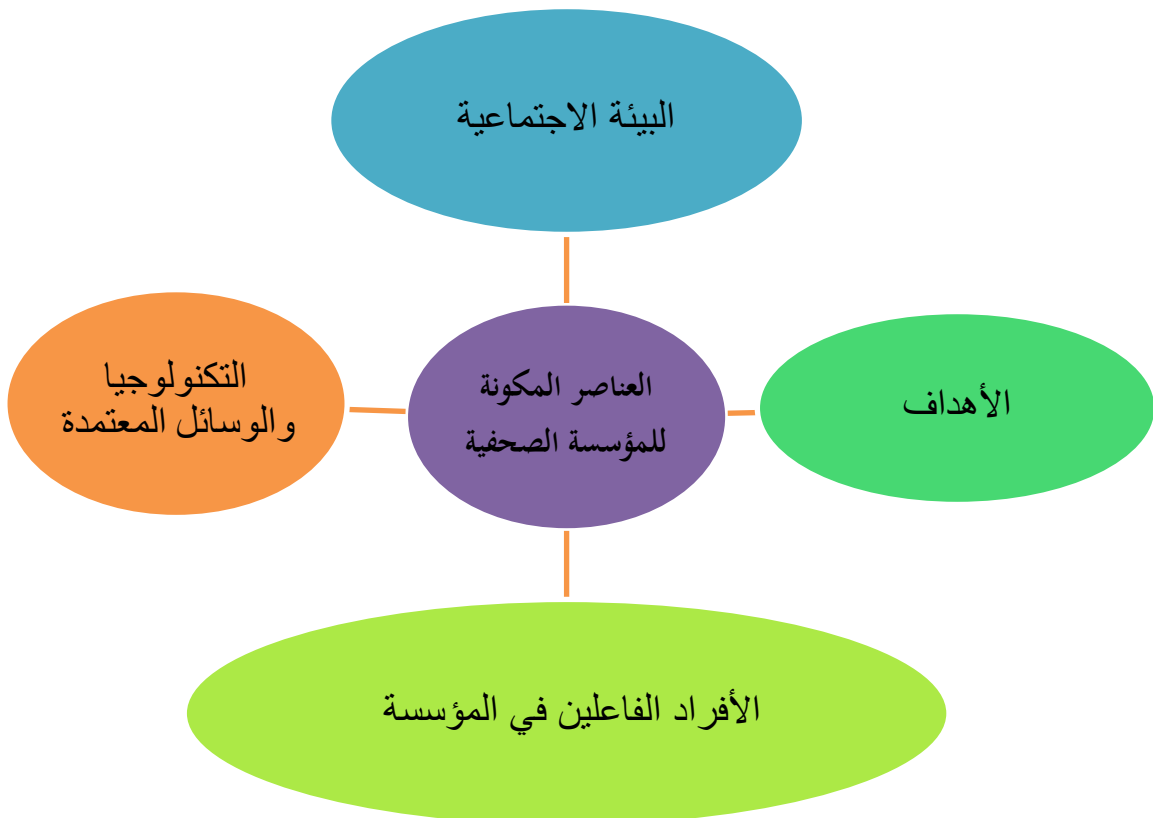 البيئة الاجتماعية
العناصر المكونة
للمؤسسة الصحفية
الأهداف
التكنولوجيا
والوسائل المعتمدة
الأفراد الفاعلين في المؤسسة